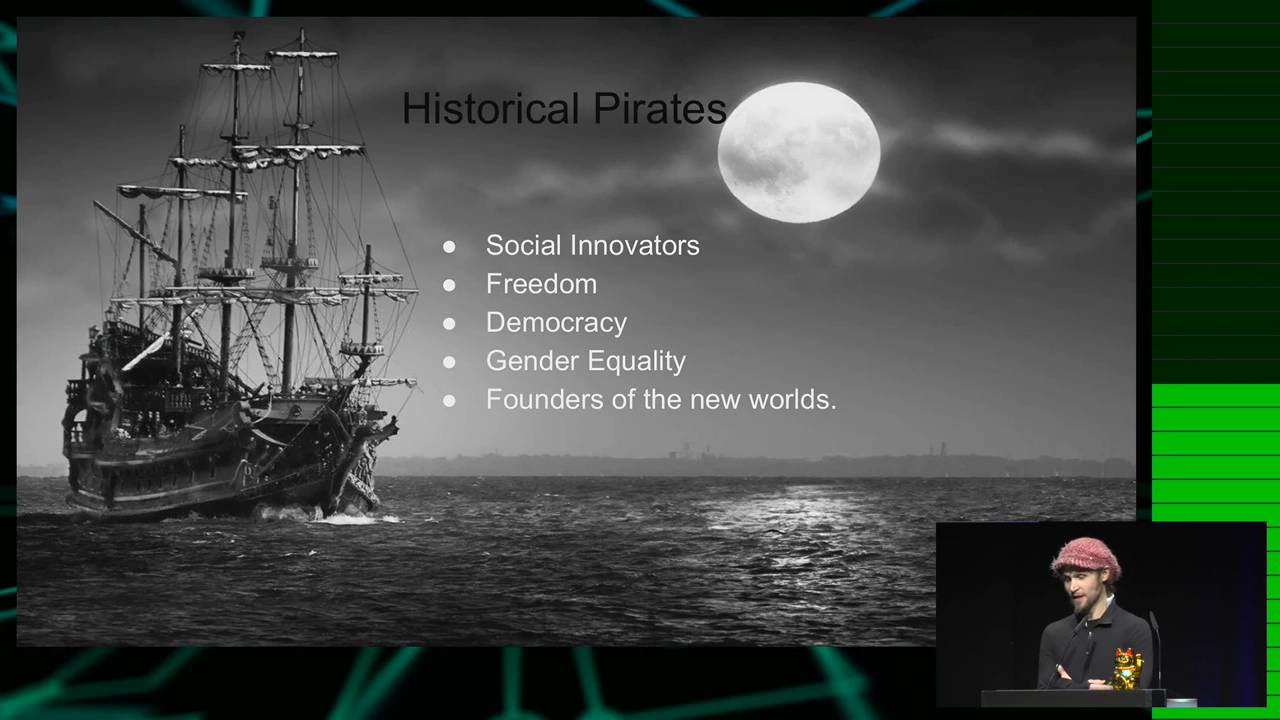 Historical Pirates
● Social Innovators
● Freedom
● Democracy
● Gender Equality
● Founders of the new worlds.